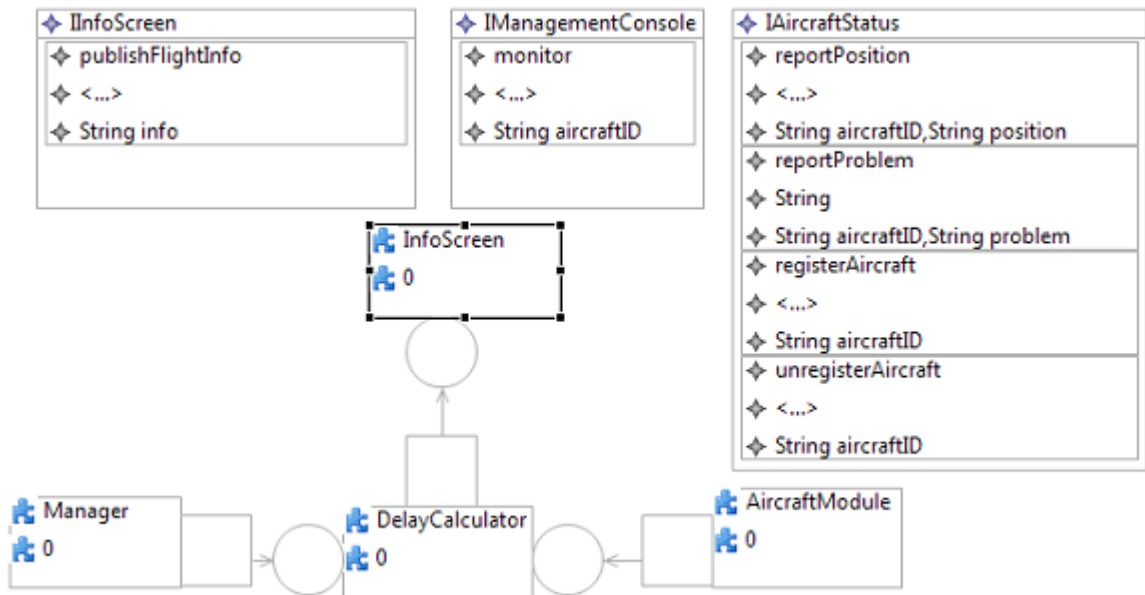 IInfoScreen
publishFlightInfo
<...>
String info
IManagementConsole
monitor
<...>
String aircraftID
IAircraftStatus
reportPosition
<...>
String aircraftID,String position
reportProblem
String
String aircraftID,String problem
registerAircraft
<...>
String aircraftID
unregisterAircraft
<...>
String aircraftID
InfoScreen
0
Manager
0
DelayCalculator
0
AircraftModule
0